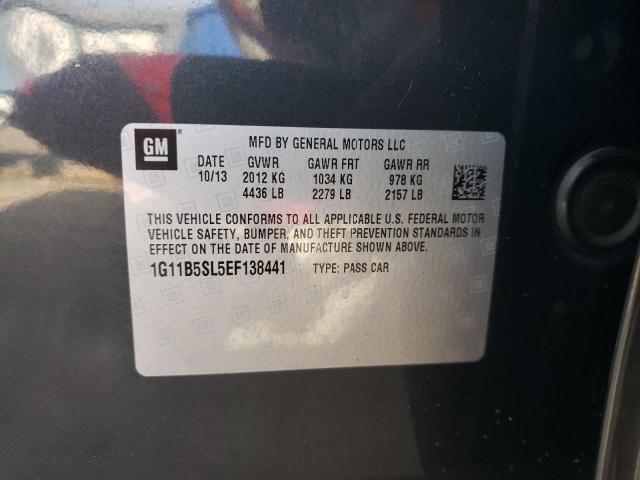 GM ®
MFD BY GENERAL MOTORS LLC
DATE GVWR GAWR FRT GAWR RR
10/13 2012 KG 1034 KG 978 KG
4436 LB 2279 LB 2157 LB
THIS VEHICLE CONFORMS TO ALL APPLICABLE U.S. FEDERAL MOTOR
VEHICLE SAFETY, BUMPER, AND THEFT PREVENTION STANDARDS IN
EFFECT ON THE DATE OF MANUFACTURE SHOWN ABOVE.
1G11B5SL5EF138441 TYPE: PASS CAR